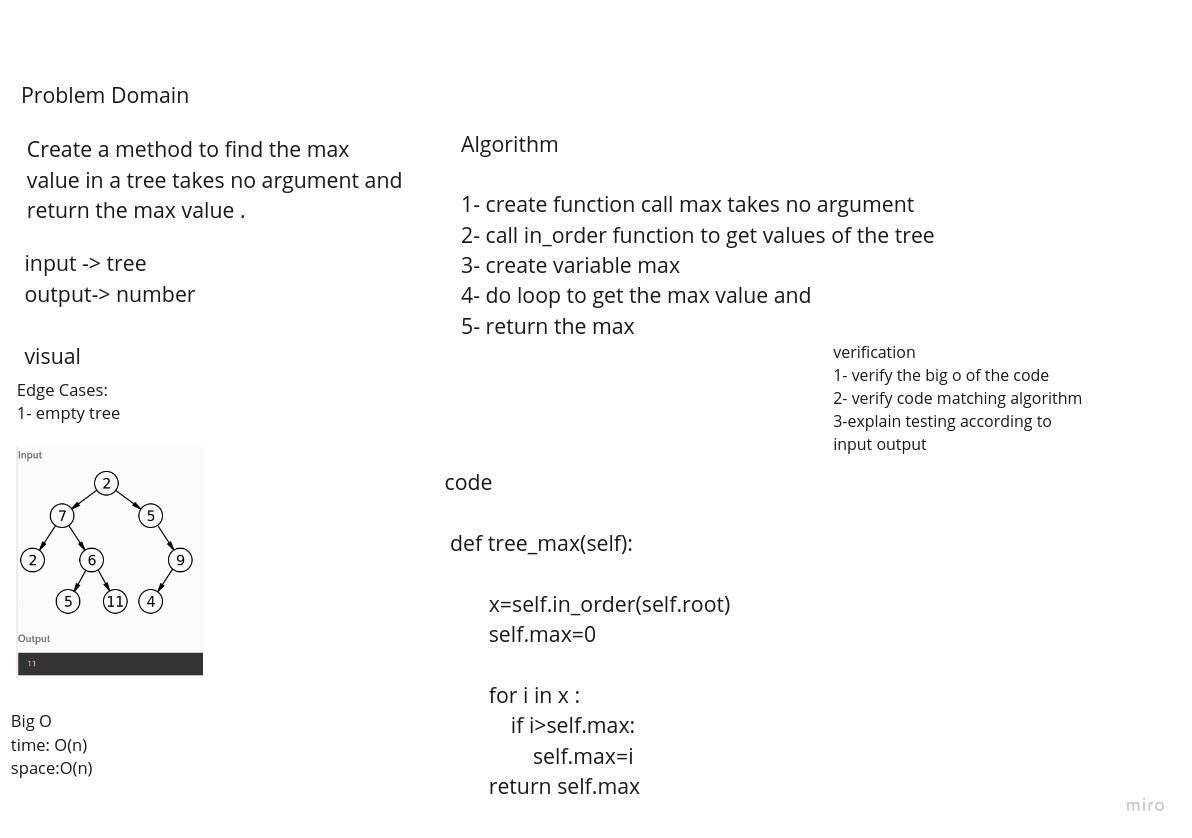 Problem Domain
Create a method to find the max
value in a tree takes no argument and
return the max value .
input -> tree
output-> number
visual
Edge Cases:
1- empty tree
Input
2
7
5
2
6
9
5
11
4
Output
11
Big O
time: O(n)
space:O(n)
Algorithm
1- create function call max takes no argument
2- call in_order function to get values of the tree
3- create variable max
4- do loop to get the max value and
5- return the max
verification
1- verify the big o of the code
2- verify code matching algorithm
3-explain testing according to
input output
code
def tree_max(self):
x=self.in_order(self.root)
self.max=0
for i in x :
if i>self.max:
self.max=i
return self.max
miro